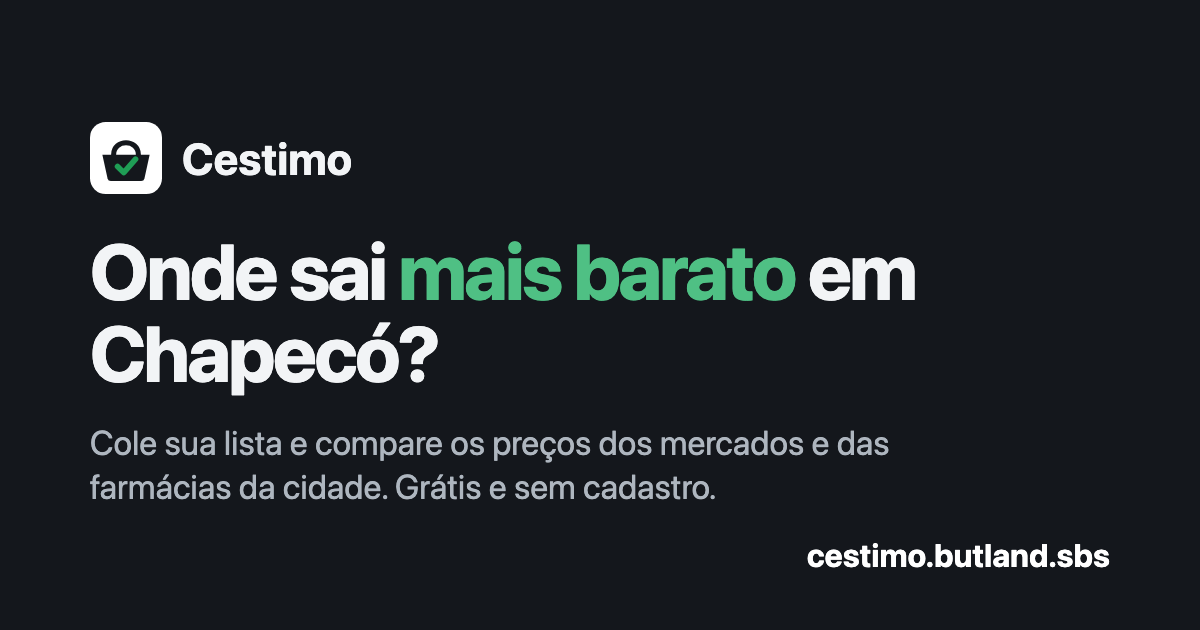 Cestimo
Onde sai mais barato em
Chapecó?
Cole sua lista e compare os preços dos mercados e das
farmácias da cidade. Grátis e sem cadastro.
cestimo.butland.sbs